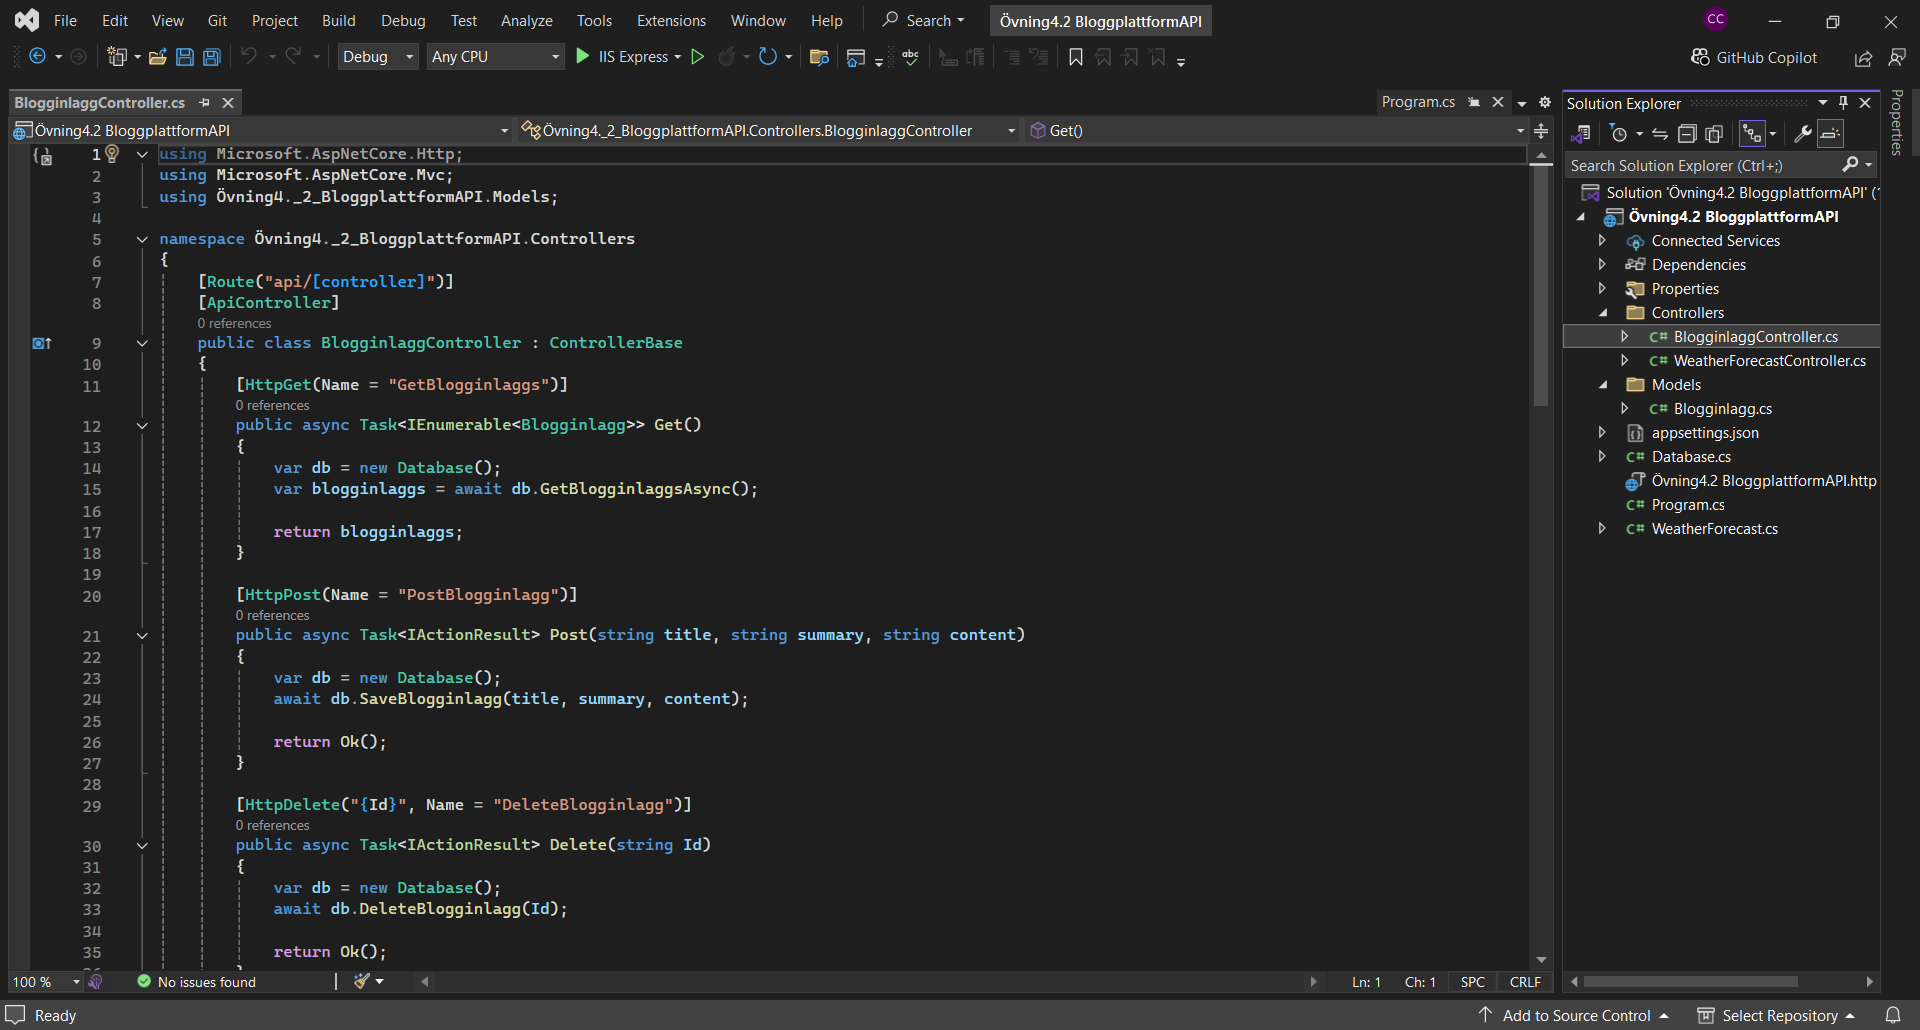 File Edit View Git Project Build Debug Test Analyze Tools Extensions Window Help Search Övning4.2 BloggplattformAPI CC
Debug Any CPU IIS Express abc GitHub Copilot
BlogginlaggController.cs Program.cs
Övning4.2 BloggplattformAPI Övning4._2_BloggplattformAPI.Controllers.BlogginlaggController Get()
1 using Microsoft.AspNetCore.Http;
2 using Microsoft.AspNetCore.Mvc;
3 using Övning4._2_BloggplattformAPI.Models;
4
5 namespace Övning4._2_BloggplattformAPI.Controllers
6 {
7 [Route("api/[controller]")]
8 [ApiController]
0 references
9 public class BlogginlaggController : ControllerBase
10 {
11 [HttpGet(Name = "GetBlogginlaggs")]
0 references
12 public async Task<IEnumerable<Blogginlagg>> Get()
13 {
14 var db = new Database();
15 var blogginlaggs = await db.GetBlogginlaggsAsync();
16
17 return blogginlaggs;
18 }
19
20 [HttpPost(Name = "PostBlogginlagg")]
0 references
21 public async Task<IActionResult> Post(string title, string summary, string content)
22 {
23 var db = new Database();
24 await db.SaveBlogginlagg(title, summary, content);
25
26 return Ok();
27 }
28
29 [HttpDelete("{Id}", Name = "DeleteBlogginlagg")]
0 references
30 public async Task<IActionResult> Delete(string Id)
31 {
32 var db = new Database();
33 await db.DeleteBlogginlagg(Id);
34
35 return Ok();
100 % No issues found Ln: 1 Ch: 1 SPC CRLF
Solution Explorer
Search Solution Explorer (Ctrl+;)
Solution 'Övning4.2 BloggplattformAPI' (
Övning4.2 BloggplattformAPI
Connected Services
Dependencies
Properties
Controllers
C# BlogginlaggController.cs
C# WeatherForecastController.cs
Models
C# Blogginlagg.cs
appsettings.json
C# Database.cs
Övning4.2 BloggplattformAPI.http
C# Program.cs
C# WeatherForecast.cs
Properties
Ready Add to Source Control Select Repository